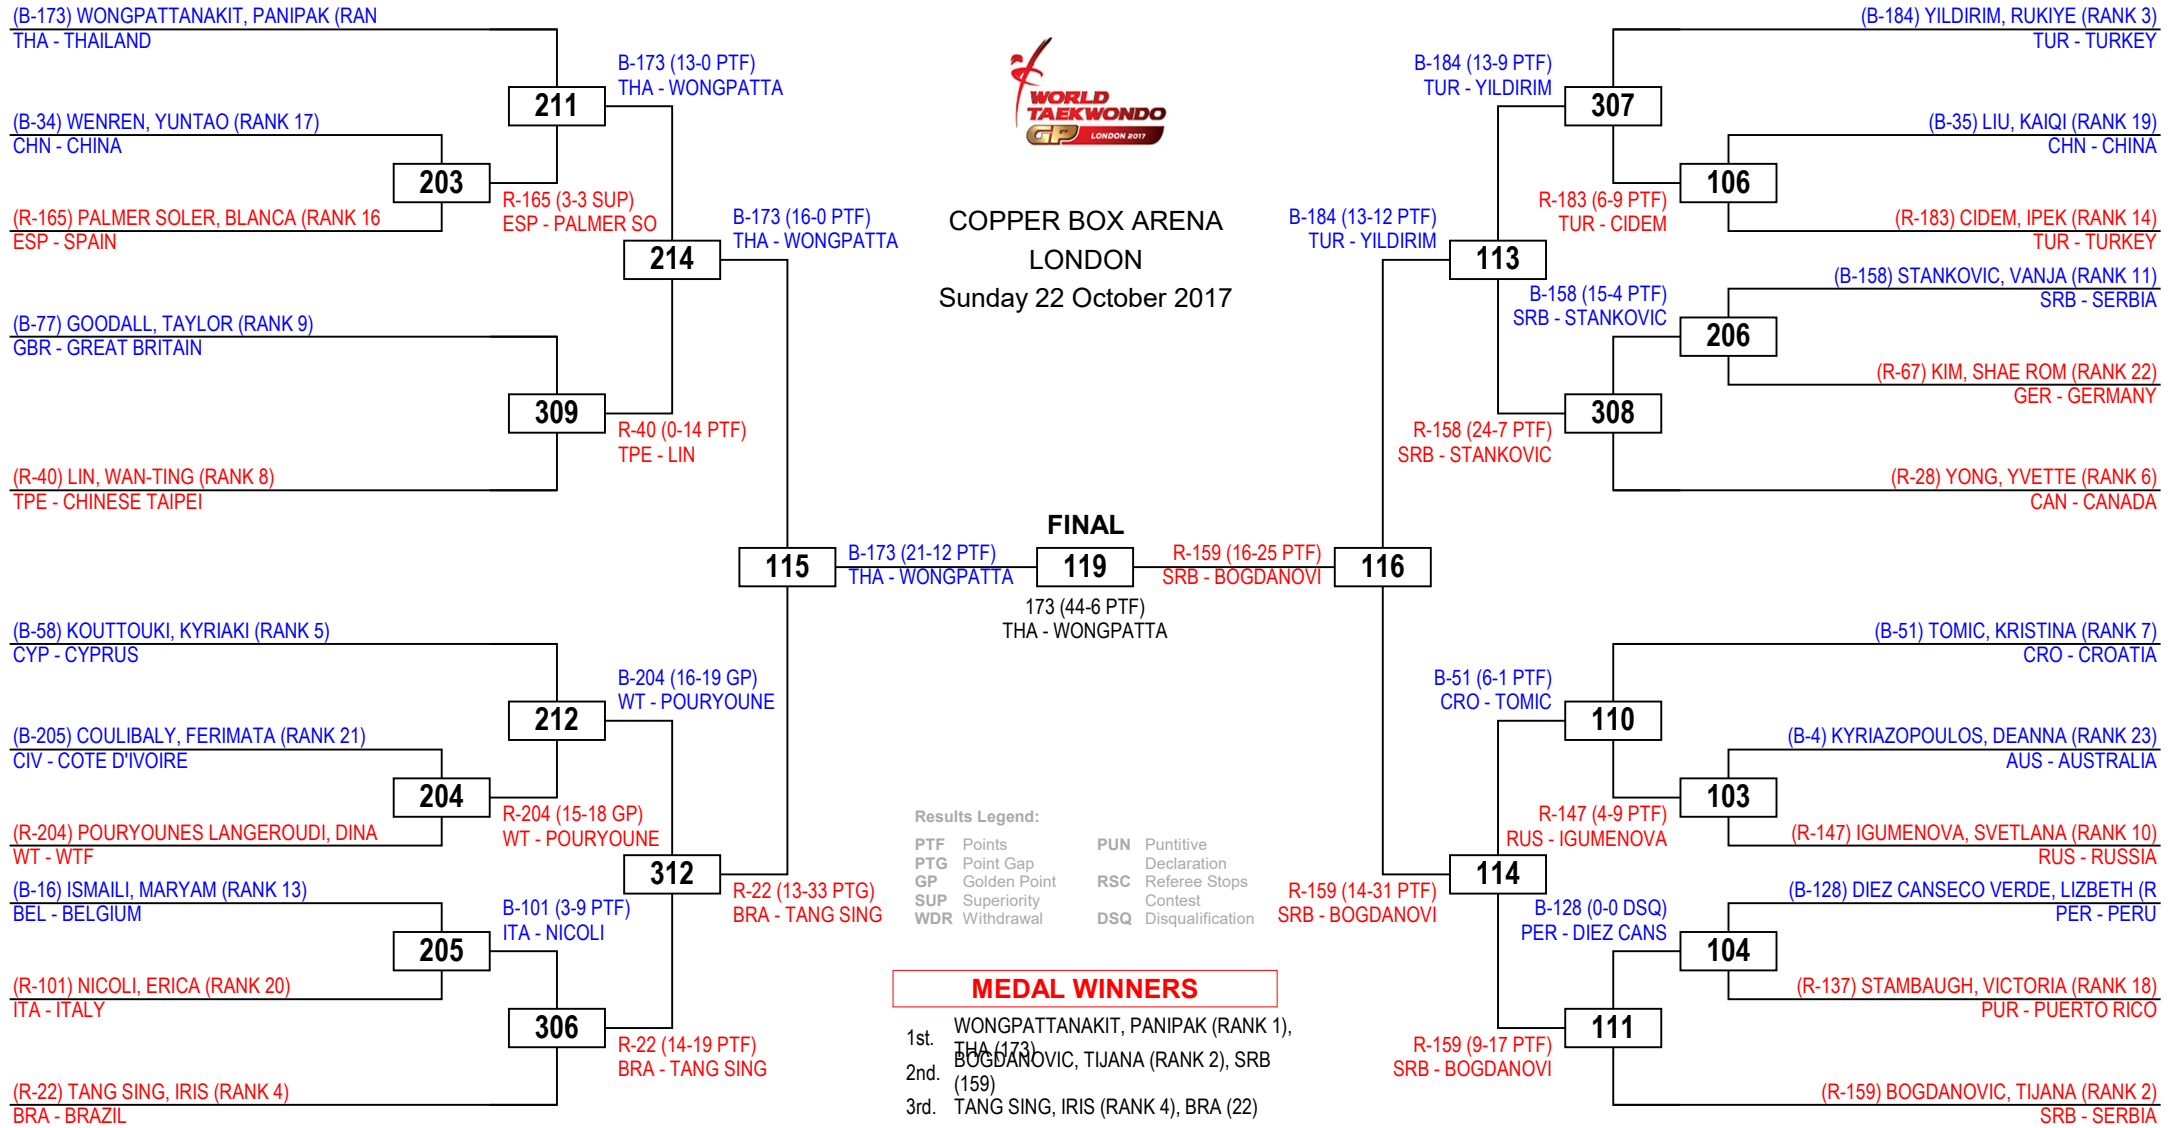 (B-173) WONGPATTANAKIT, PANIPAK (RAN
THA - THAILAND
B-173 (13-0 PTF)
THA - WONGPATTA
211
(B-34) WENREN, YUNTAO (RANK 17)
CHN - CHINA
203
R-165 (3-3 SUP)
ESP - PALMER SO
(R-165) PALMER SOLER, BLANCA (RANK 16
ESP - SPAIN
B-173 (16-0 PTF)
THA - WONGPATTA
214
(B-77) GOODALL, TAYLOR (RANK 9)
GBR - GREAT BRITAIN
309
R-40 (0-14 PTF)
TPE - LIN
(R-40) LIN, WAN-TING (RANK 8)
TPE - CHINESE TAIPEI
115
B-173 (21-12 PTF)
THA - WONGPATTA
(B-58) KOUTTOUKI, KYRIAKI (RANK 5)
CYP - CYPRUS
B-204 (16-19 GP)
WT - POURYOUNE
212
(B-205) COULIBALY, FERIMATA (RANK 21)
CIV - COTE D'IVOIRE
204
R-204 (15-18 GP)
WT - POURYOUNE
(R-204) POURYOUNES LANGEROUDI, DINA
WT - WTF
312
R-22 (13-33 PTG)
BRA - TANG SING
(B-16) ISMAILI, MARYAM (RANK 13)
BEL - BELGIUM
B-101 (3-9 PTF)
ITA - NICOLI
205
(R-101) NICOLI, ERICA (RANK 20)
ITA - ITALY
306
R-22 (14-19 PTF)
BRA - TANG SING
(R-22) TANG SING, IRIS (RANK 4)
BRA - BRAZIL
WORLD
TAEKWONDO
GP LONDON 2017
COPPER BOX ARENA
LONDON
Sunday 22 October 2017
FINAL
119
173 (44-6 PTF)
THA - WONGPATTA
Results Legend:
PTF Points
PTG Point Gap
GP Golden Point
SUP Superiority
WDR Withdrawal
PUN Puntitive
Declaration
RSC Referee Stops
Contest
DSQ Disqualification
MEDAL WINNERS
1st. WONGPATTANAKIT, PANIPAK (RANK 1),
THA (173)
2nd. BOGDANOVIC, TIJANA (RANK 2), SRB
(159)
3rd. TANG SING, IRIS (RANK 4), BRA (22)
(B-184) YILDIRIM, RUKIYE (RANK 3)
TUR - TURKEY
B-184 (13-9 PTF)
TUR - YILDIRIM
307
(B-35) LIU, KAIQI (RANK 19)
CHN - CHINA
106
R-183 (6-9 PTF)
TUR - CIDEM
(R-183) CIDEM, IPEK (RANK 14)
TUR - TURKEY
B-184 (13-12 PTF)
TUR - YILDIRIM
113
(B-158) STANKOVIC, VANJA (RANK 11)
SRB - SERBIA
B-158 (15-4 PTF)
SRB - STANKOVIC
206
(R-67) KIM, SHAE ROM (RANK 22)
GER - GERMANY
308
R-158 (24-7 PTF)
SRB - STANKOVIC
(R-28) YONG, YVETTE (RANK 6)
CAN - CANADA
R-159 (16-25 PTF)
SRB - BOGDANOVI
116
(B-51) TOMIC, KRISTINA (RANK 7)
CRO - CROATIA
B-51 (6-1 PTF)
CRO - TOMIC
110
(B-4) KYRIAZOPOULOS, DEANNA (RANK 23)
AUS - AUSTRALIA
103
R-147 (4-9 PTF)
RUS - IGUMENOVA
(R-147) IGUMENOVA, SVETLANA (RANK 10)
RUS - RUSSIA
114
R-159 (14-31 PTF)
SRB - BOGDANOVI
(B-128) DIEZ CANSECO VERDE, LIZBETH (R
PER - PERU
B-128 (0-0 DSQ)
PER - DIEZ CANS
104
(R-137) STAMBAUGH, VICTORIA (RANK 18)
PUR - PUERTO RICO
111
R-159 (9-17 PTF)
SRB - BOGDANOVI
(R-159) BOGDANOVIC, TIJANA (RANK 2)
SRB - SERBIA